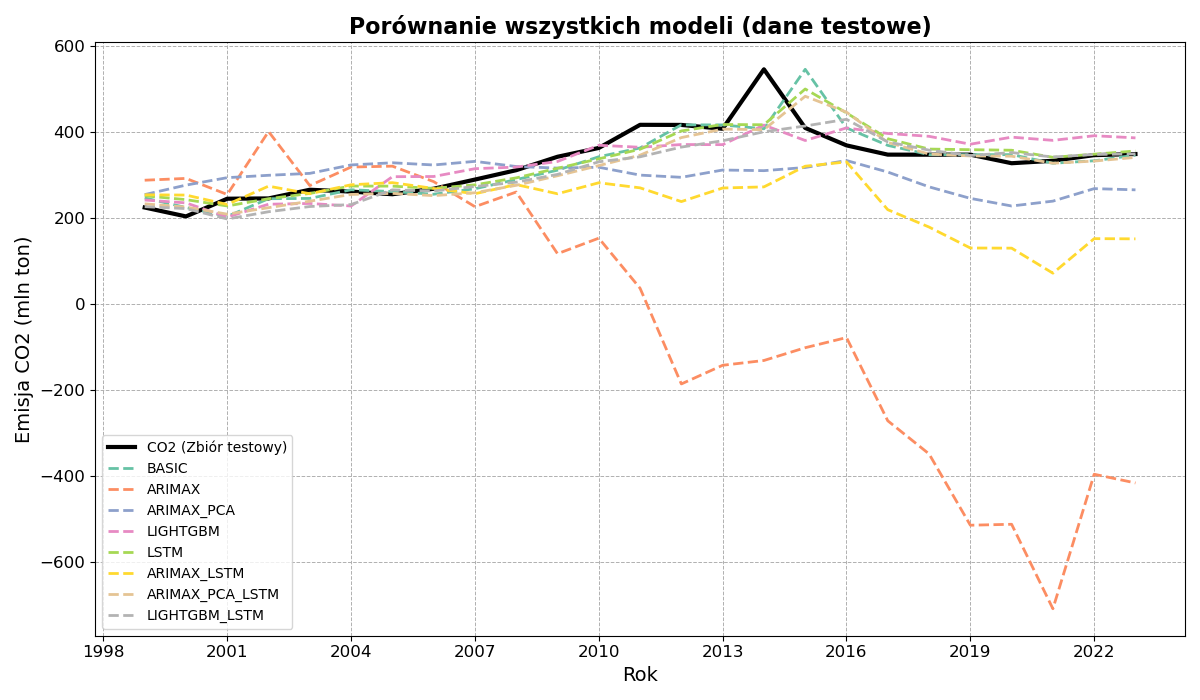 Porównanie wszystkich modeli (dane testowe)
600
400
200
0
−200
−400
−600
Emisja CO2 (mln ton)
CO2 (Zbiór testowy)
BASIC
ARIMAX
ARIMAX_PCA
LIGHTGBM
LSTM
ARIMAX_LSTM
ARIMAX_PCA_LSTM
LIGHTGBM_LSTM
1998 2001 2004 2007 2010 2013 2016 2019 2022
Rok